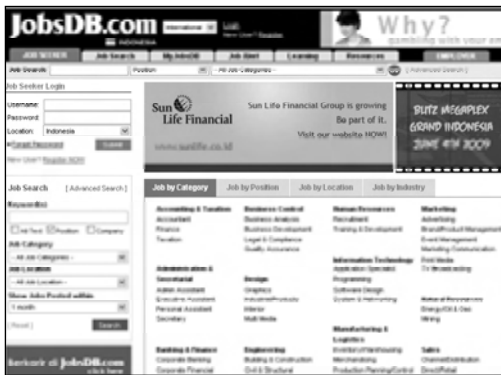 JobsDB.com
International
Login
New User? Register
INDONESIA
Why?
gambling with your
JOB SEEKER Job Search My JobsDB Job Alert Learning Resources EMPLOYER
Job Search Position - All Job Categories - GO [ Advanced Search ]
Job Seeker Login
Username:
Password:
Location: Indonesia
Forgot Password Submit
New User? Register NOW!
Sun
Life Financial
Sun Life Financial Group is growing
Be part of it.
Visit our website NOW!
sunlife.co.id
BLITZ MEGAPLEX
GRAND INDONESIA
JUNE 4TH 2009
Job Search [ Advanced Search ]
Keyword(s)
All Text Position Company
Job Category
- All Job Categories -
Job Location
- All Job Location -
Show Jobs Posted within
1 month
[ Reset ] Search
berkarir di JobsDB.com
click here
Job by Category Job by Position Job by Location Job by Industry
Accounting & Taxation
Accountant
Finance
Taxation
Administration &
Secretarial
Admin Assistant
Executive Assistant
Personal Assistant
Secretary
Banking & Finance
Corporate Banking
Corporate Financial
Business Control
Business Analysis
Business Development
Legal & Compliance
Quality Assurance
Design
Graphics
Industrial/Products
Interior
Multi Media
Engineering
Building & Construction
Civil & Structural
Human Resources
Recruitment
Training & Development
Information Technology
Application Specialist
Programming
Software Design
System & Networking
Manufacturing &
Logistics
Inventory/Warehousing
Merchandising
Production Planning/Control
Marketing
Advertising
Brand/Product Management
Event Management
Marketing Communication
Print Media
TV Broadcasting
Natural Resources
Energy/Oil & Gas
Mining
Sales
Channel/Distribution
Direct/Retail